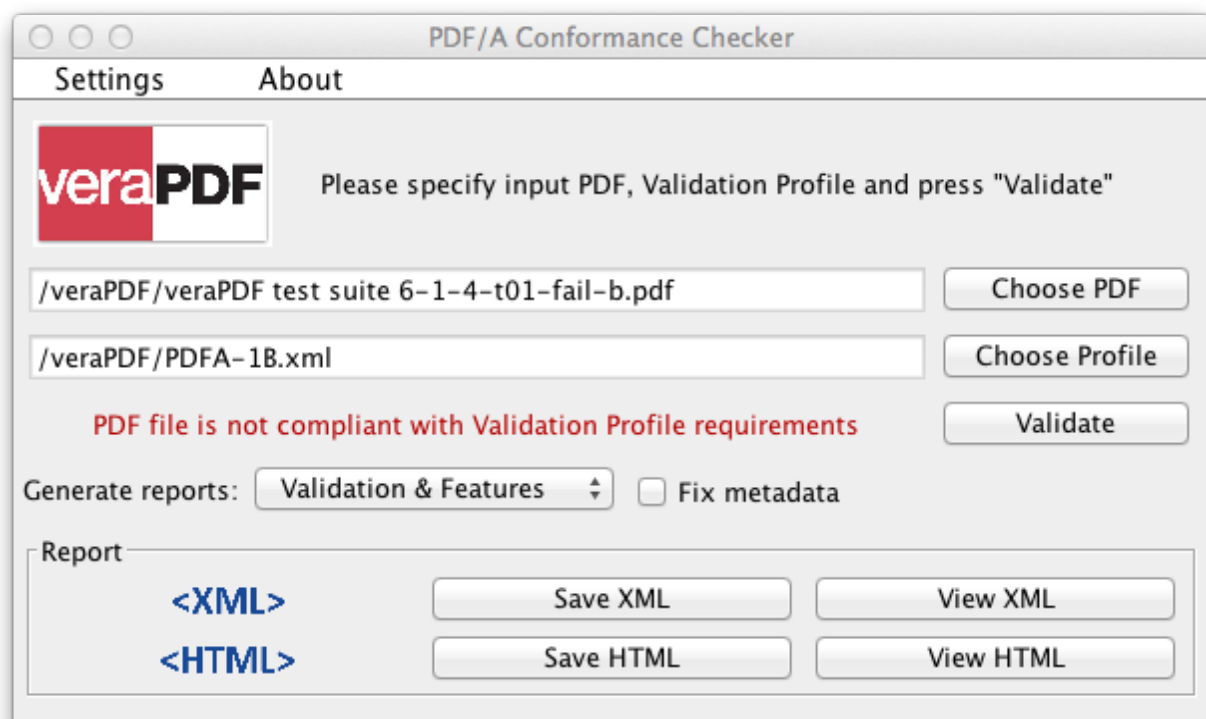 PDF/A Conformance Checker
Settings About
veraPDF
Please specify input PDF, Validation Profile and press "Validate"
/veraPDF/veraPDF test suite 6-1-4-t01-fail-b.pdf Choose PDF
/veraPDF/PDFA-1B.xml Choose Profile
PDF file is not compliant with Validation Profile requirements Validate
Generate reports: Validation & Features Fix metadata
Report
<XML> Save XML View XML
<HTML> Save HTML View HTML